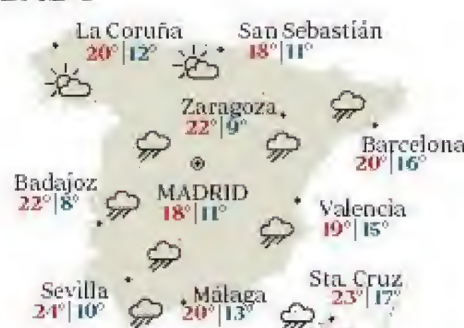 La Coruña
20°|12°
San Sebastián
18°|11°
Zaragoza
22°|9°
Barcelona
20°|16°
Badajoz
22°|8°
MADRID
18°|11°
Valencia
19°|15°
Sevilla
24°|10°
Málaga
20°|13°
Sta. Cruz
23°|17°